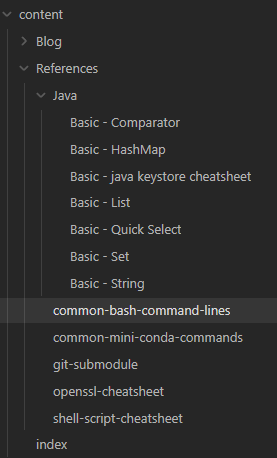 content
Blog
References
Java
Basic - Comparator
Basic - HashMap
Basic - java keystore cheatsheet
Basic - List
Basic - Quick Select
Basic - Set
Basic - String
common-bash-command-lines
common-mini-conda-commands
git-submodule
openssl-cheatsheet
shell-script-cheatsheet
index